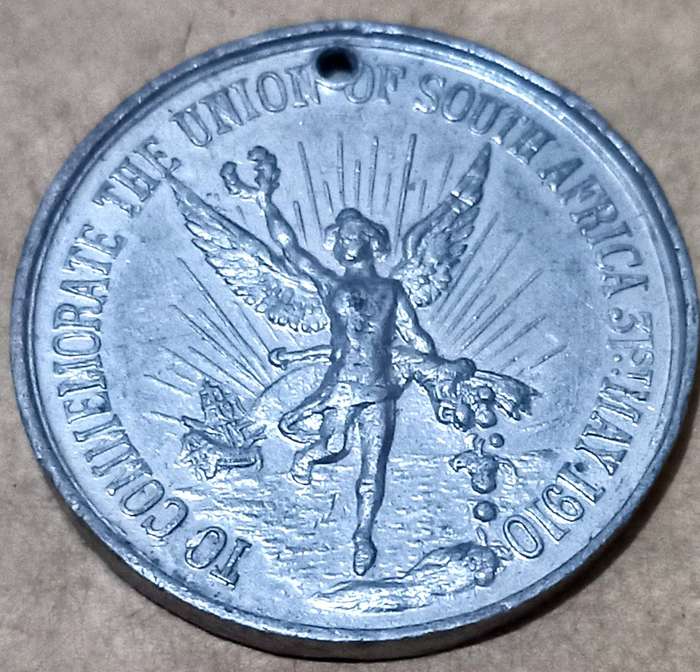 TO COMMEMORATE THE UNION OF SOUTH AFRICA 31ST MAY. 1910